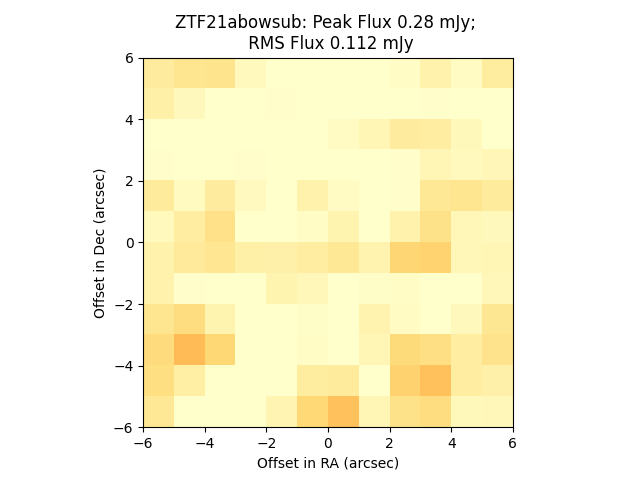 ZTF21abowsub: Peak Flux 0.28 mJy;
RMS Flux 0.112 mJy
6
4
2
0
−2
−4
−6
Offset in Dec (arcsec)
−6 −4 −2 0 2 4 6
Offset in RA (arcsec)